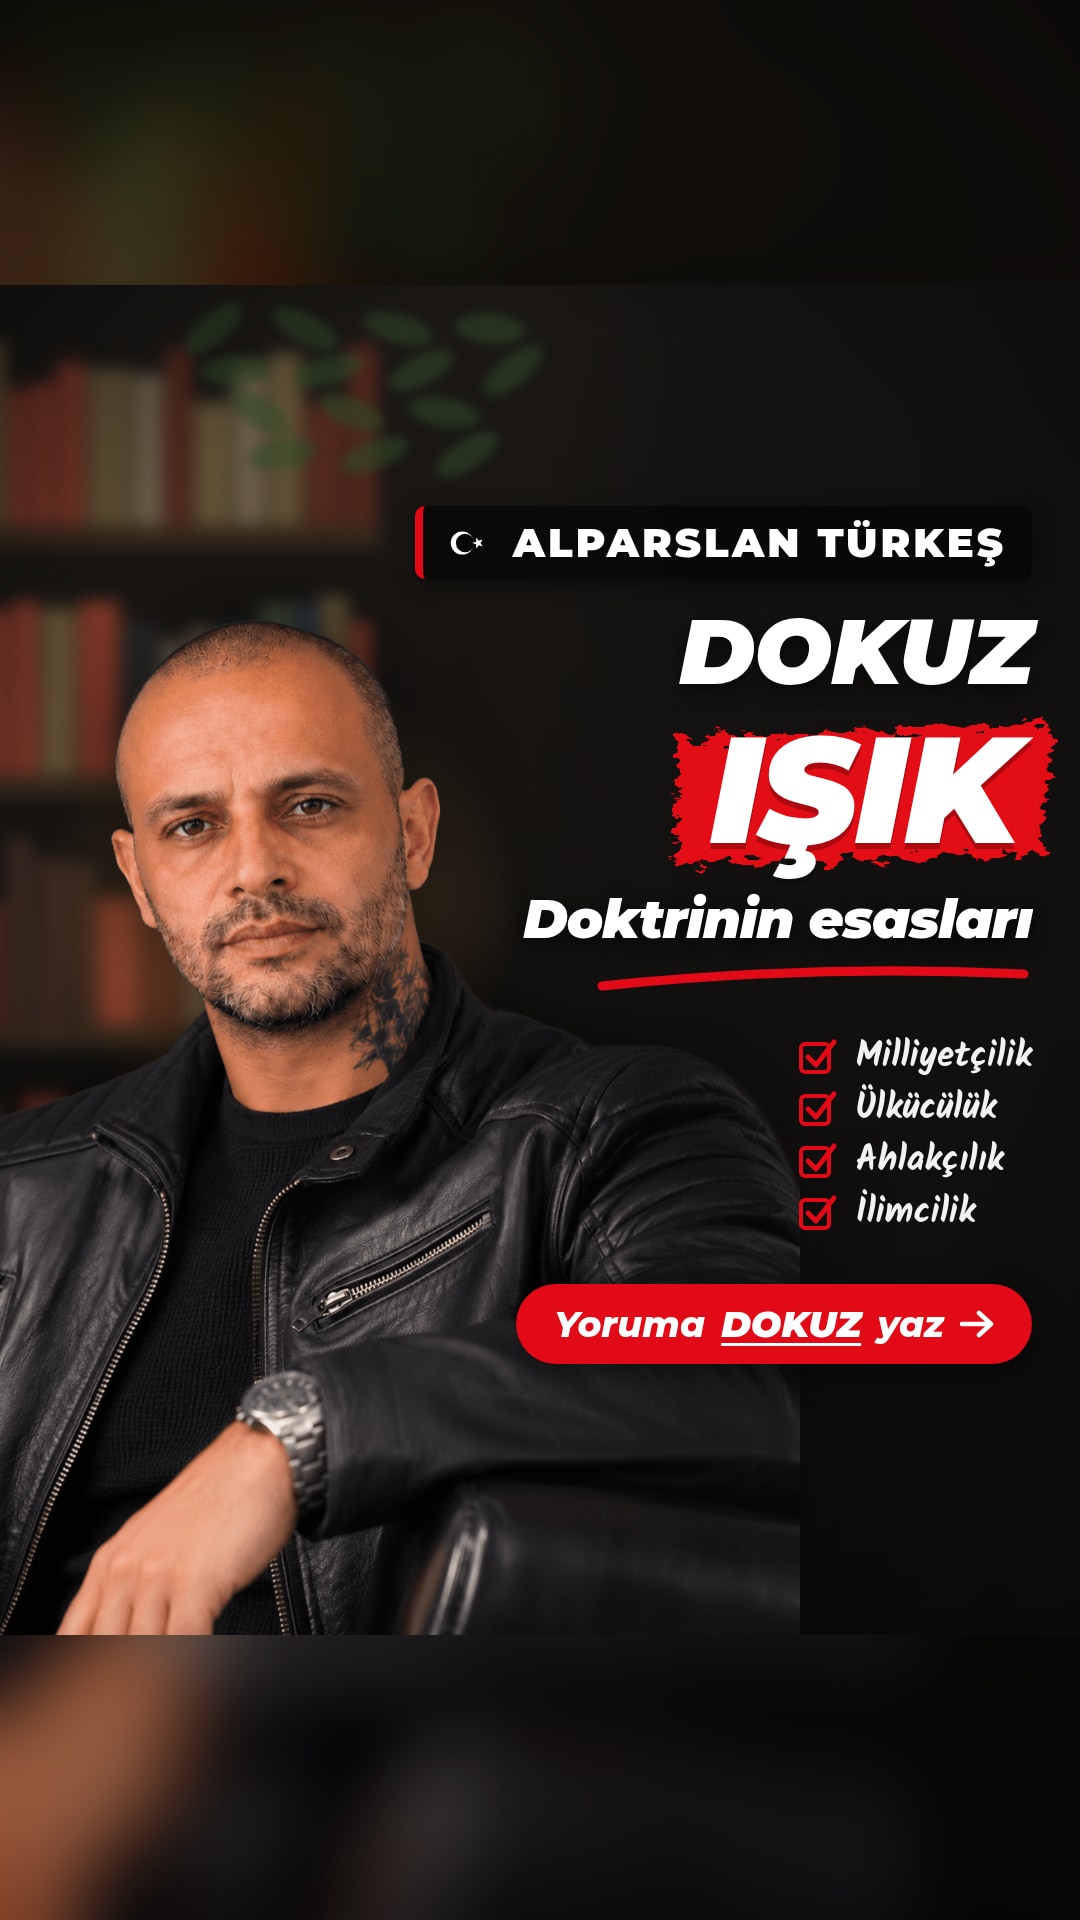 ALPARSLAN TÜRKEŞ
DOKUZ
IŞIK
Doktrinin esasları
Milliyetçilik
Ülkücülük
Ahlakçılık
İlimcilik
Yoruma DOKUZ yaz →